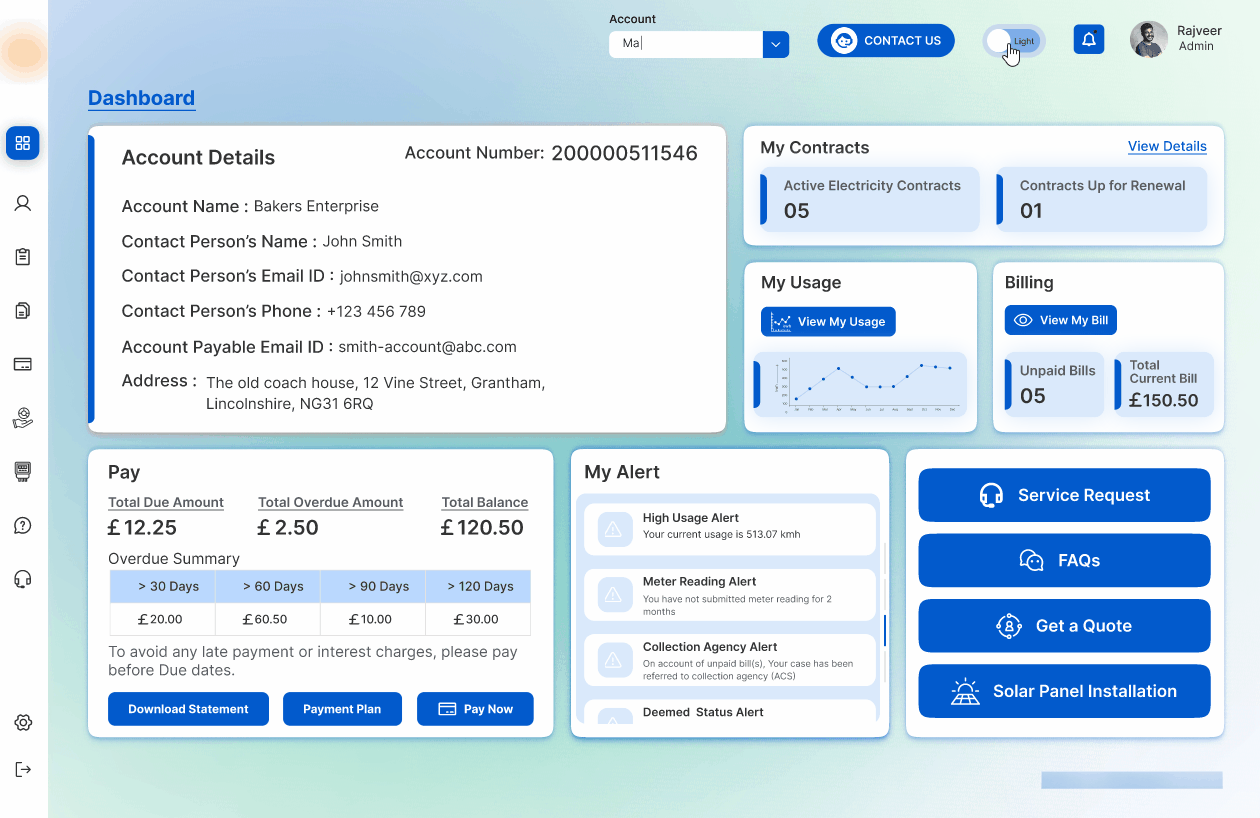 Account
Ma
CONTACT US
Light
Rajveer
Admin
Dashboard
Account Details
Account Number: 200000511546
Account Name : Bakers Enterprise
Contact Person’s Name : John Smith
Contact Person’s Email ID : johnsmith@xyz.com
Contact Person’s Phone : +123 456 789
Account Payable Email ID : smith-account@abc.com
Address : The old coach house, 12 Vine Street, Grantham,
Lincolnshire, NG31 6RQ
My Contracts
View Details
Active Electricity Contracts
05
Contracts Up for Renewal
01
My Usage
View My Usage
Billing
View My Bill
Unpaid Bills
05
Total
Current Bill
£150.50
Pay
Total Due Amount
£12.25
Total Overdue Amount
£2.50
Total Balance
£120.50
Overdue Summary
> 30 Days > 60 Days > 90 Days > 120 Days
£20.00 £60.50 £10.00 £30.00
To avoid any late payment or interest charges, please pay
before Due dates.
Download Statement
Payment Plan
Pay Now
My Alert
High Usage Alert
Your current usage is 513.07 kmh
Meter Reading Alert
You have not submitted meter reading for 2
months
Collection Agency Alert
On account of unpaid bill(s), Your case has been
referred to collection agency (ACS)
Deemed Status Alert
Service Request
FAQs
Get a Quote
Solar Panel Installation